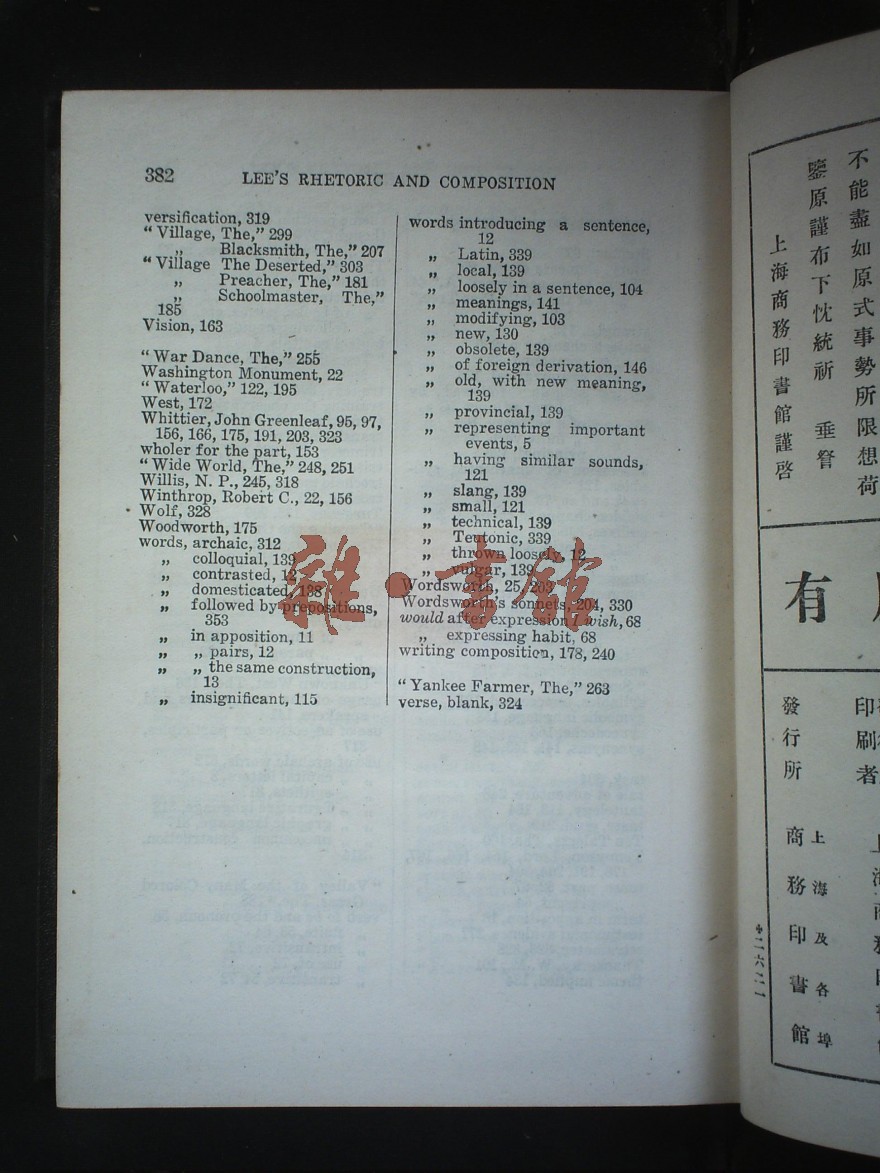 382
LEE'S RHETORIC AND COMPOSITION
versification, 319
“ Village, The,” 299
„ Blacksmith, The,” 207
“ Village The Deserted,” 303
„ Preacher, The,” 181
„ Schoolmaster, The,”
185
Vision, 163
“ War Dance, The,” 255
Washington Monument, 22
“ Waterloo,” 122, 195
West, 172
Whittier, John Greenleaf, 95, 97,
156, 166, 175, 191, 203, 323
wholer for the part, 153
“ Wide World, The,” 248, 251
Willis, N. P., 245, 318
Winthrop, Robert C., 22, 156
Wolf, 328
Woodworth, 175
words, archaic, 312
„ colloquial, 139
„ contrasted, 12
„ domesticated, 138
„ followed by prepositions,
353
„ in apposition, 11
„ „ pairs, 12
„ „ the same construction,
13
„ insignificant, 115
words introducing a sentence,
12
„ Latin, 339
„ local, 139
„ loosely in a sentence, 104
„ meanings, 141
„ modifying, 103
„ new, 130
„ obsolete, 139
„ of foreign derivation, 146
„ old, with new meaning,
139
„ provincial, 139
„ representing important
events, 5
„ having similar sounds,
121
„ slang, 139
„ small, 121
„ technical, 139
„ Teutonic, 339
„ thrown loosely, 12
„ vulgar, 139
Wordsworth, 25, 203
Wordsworth's sonnets, 204, 330
would after expression I wish, 68
„ expressing habit, 68
writing composition, 178, 240
“ Yankee Farmer, The,” 263
verse, blank, 324
雜·書館
不能盡如原式事勢所限想荷
鑒原謹布下忱統祈 垂詧
上海商務印書館謹啓
有
印刷者
發行所
上海及各埠
商務印書館
二六二一